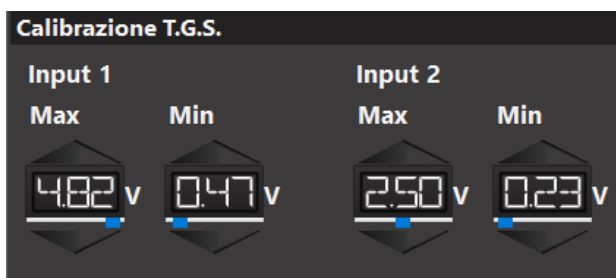 Calibrazione T.G.S.
Input 1 Input 2
Max Min Max Min
4.82 V 0.47 V 2.50 V 0.23 V